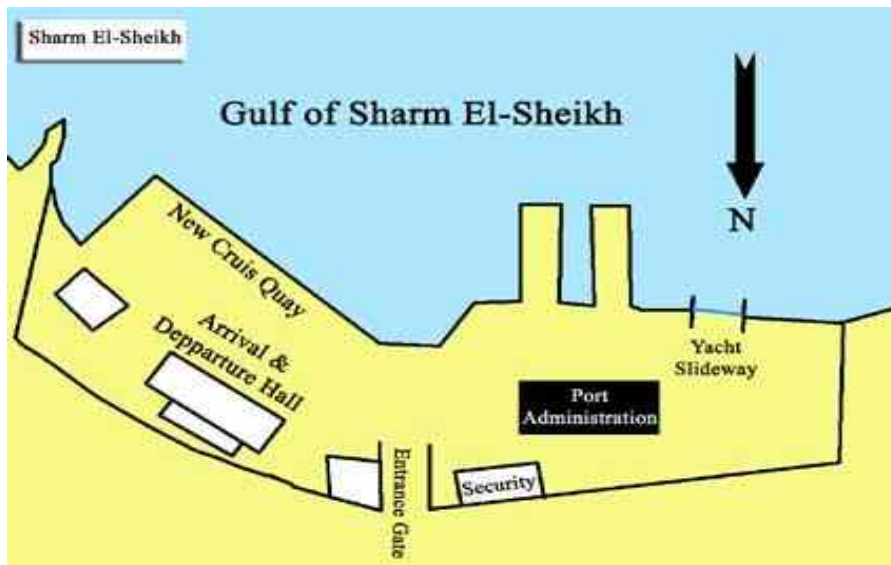 Sharm El-Sheikh
Gulf of Sharm El-Sheikh
N
New Cruis Quay
Arrival &
Depparture Hall
Yacht
Slideway
Port
Administration
Security
Entrance Gate